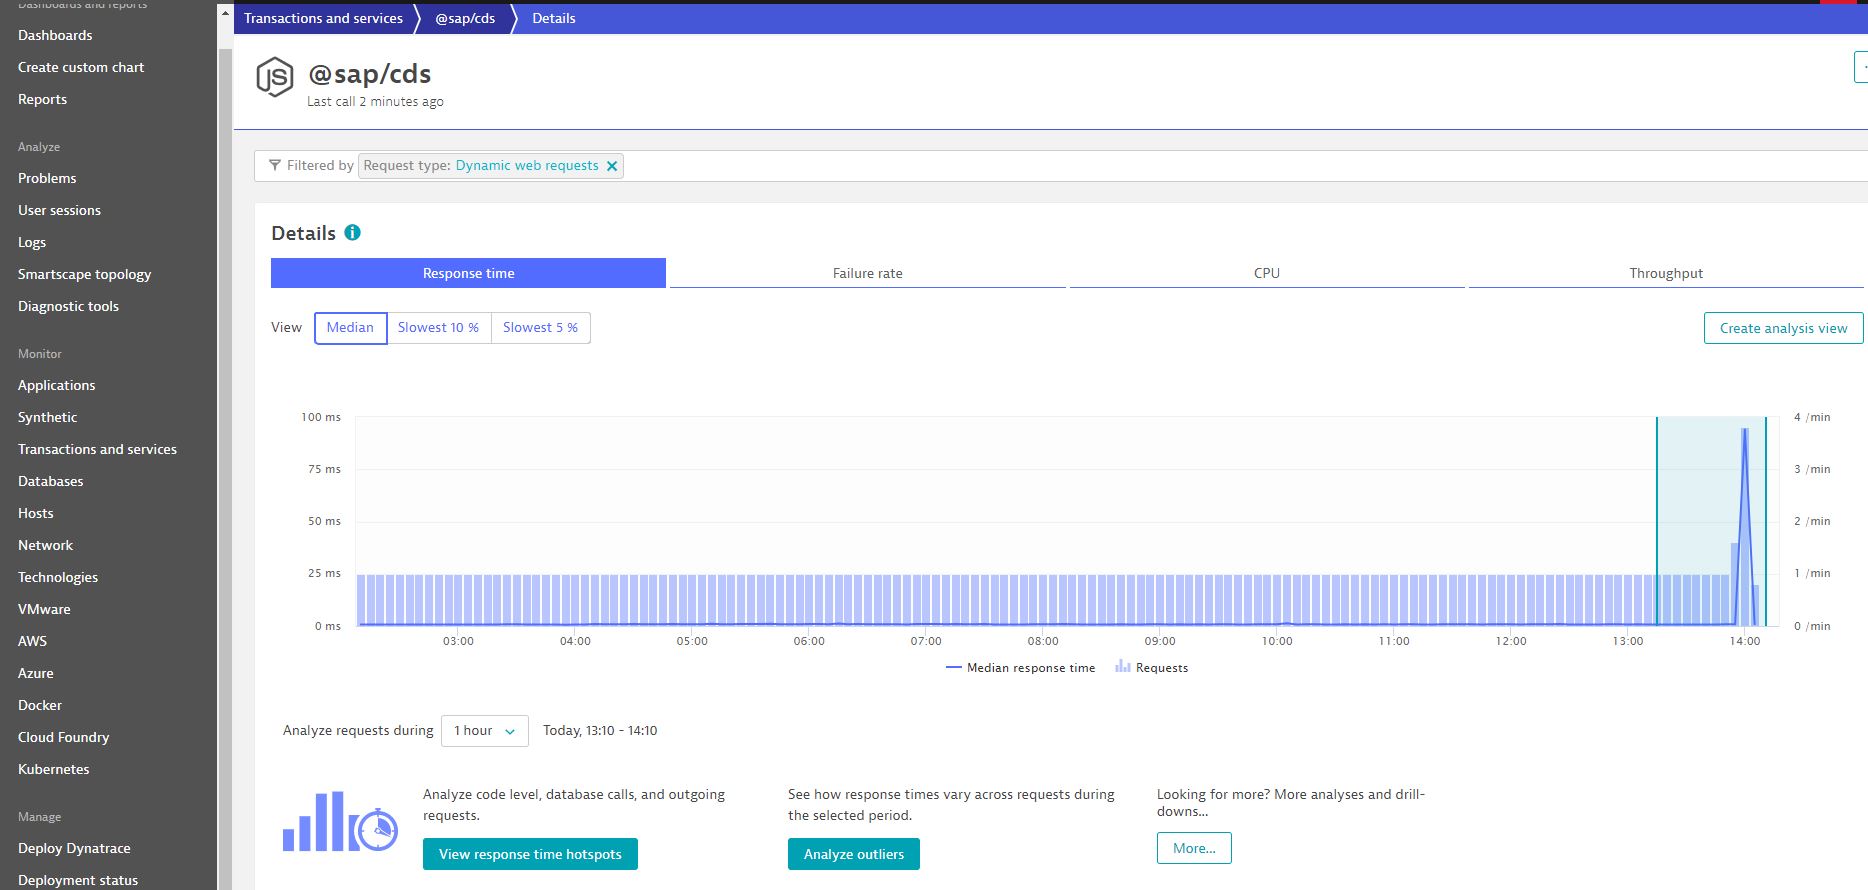 Dashboards and reports
Dashboards
Create custom chart
Reports
Analyze
Problems
User sessions
Logs
Smartscape topology
Diagnostic tools
Monitor
Applications
Synthetic
Transactions and services
Databases
Hosts
Network
Technologies
VMware
AWS
Azure
Docker
Cloud Foundry
Kubernetes
Manage
Deploy Dynatrace
Deployment status
Transactions and services @sap/cds Details
JS
@sap/cds
Last call 2 minutes ago
Filtered by Request type: Dynamic web requests
Details
Response time Failure rate CPU Throughput
View Median Slowest 10 % Slowest 5 %
Create analysis view
100 ms 4 /min
75 ms 3 /min
50 ms 2 /min
25 ms 1 /min
0 ms 0 /min
03:00 04:00 05:00 06:00 07:00 08:00 09:00 10:00 11:00 12:00 13:00 14:00
Median response time Requests
Analyze requests during 1 hour Today, 13:10 - 14:10
Analyze code level, database calls, and outgoing
requests.
View response time hotspots
See how response times vary across requests during
the selected period.
Analyze outliers
Looking for more? More analyses and drill-
downs...
More...